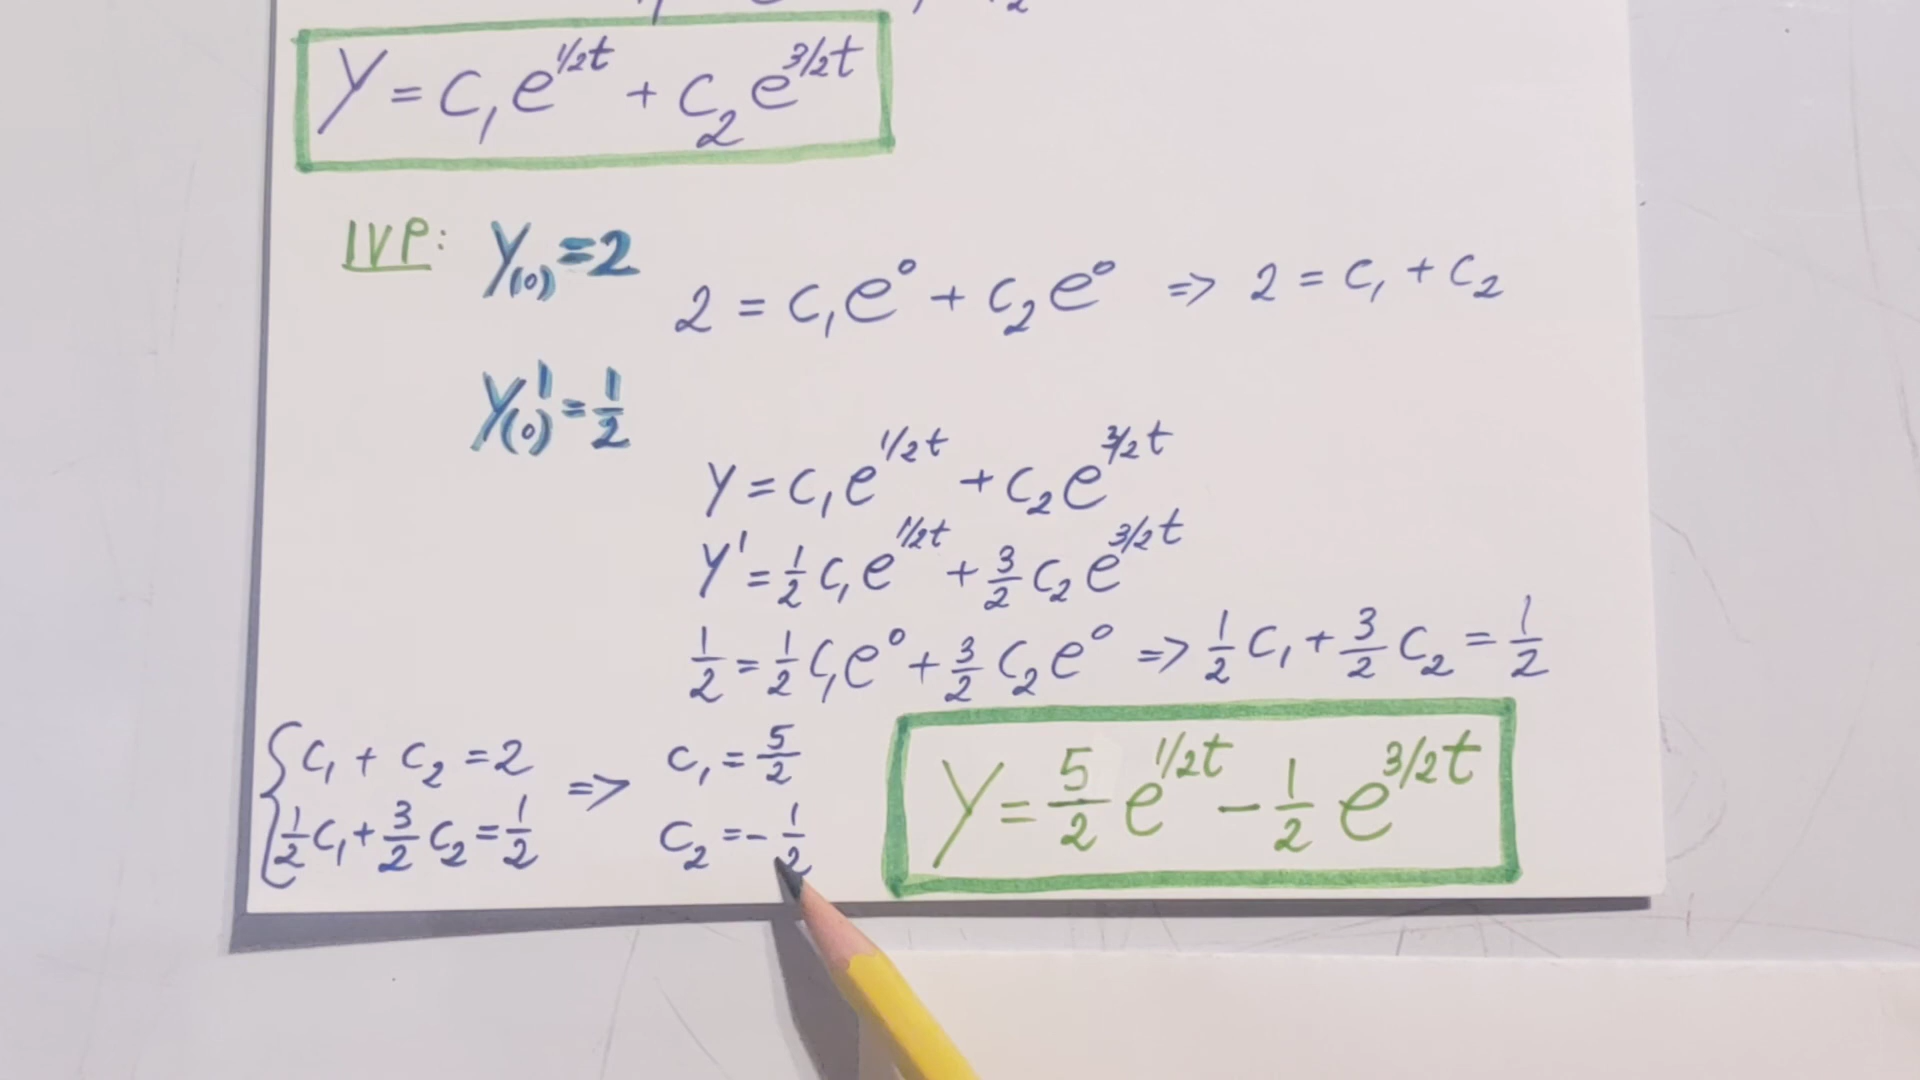 Y = C₁e^(1/2t) + C₂e^(3/2t)
IVP: Y(0) = 2
2 = C₁e⁰ + C₂e⁰ => 2 = C₁ + C₂
Y'(0) = 1/2
Y = C₁e^(1/2t) + C₂e^(3/2t)
Y' = 1/2 C₁e^(1/2t) + 3/2 C₂e^(3/2t)
1/2 = 1/2 C₁e⁰ + 3/2 C₂e⁰ => 1/2 C₁ + 3/2 C₂ = 1/2
{ C₁ + C₂ = 2
1/2 C₁ + 3/2 C₂ = 1/2 =>
C₁ = 5/2
C₂ = - 1/2
Y = 5/2 e^(1/2t) - 1/2 e^(3/2t)